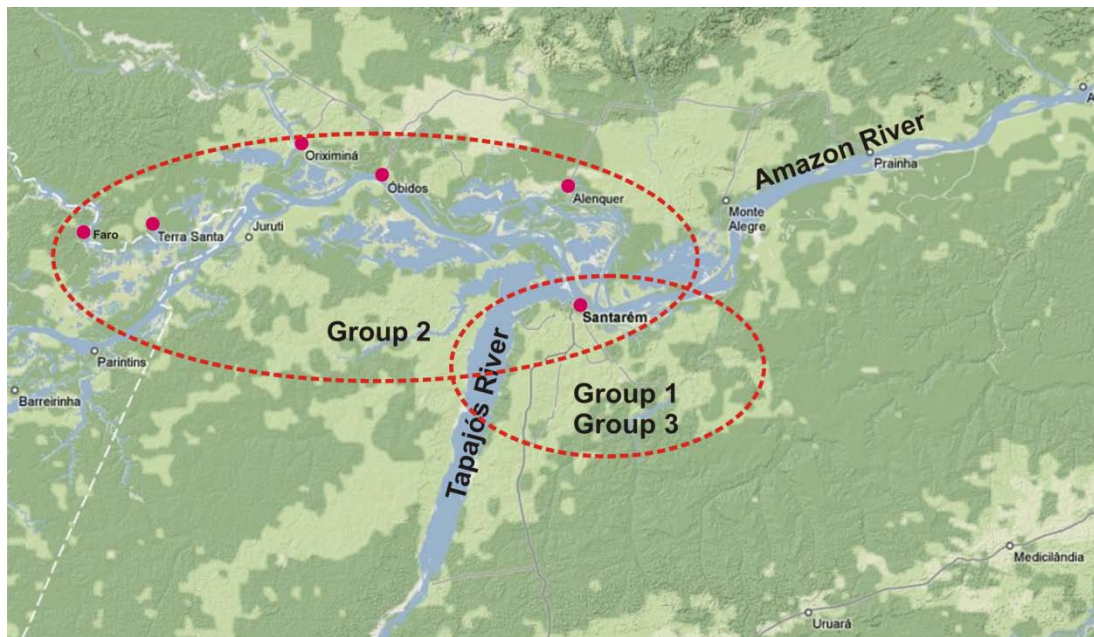 Oriximiná
Óbidos
Alenquer
Faro
Terra Santa
Juruti
Amazon River
Prainha
A
Monte
Alegre
Santarém
Group 2
Parintins
Barreirinha
Tapajós River
Group 1
Group 3
Medicilândia
Uruará